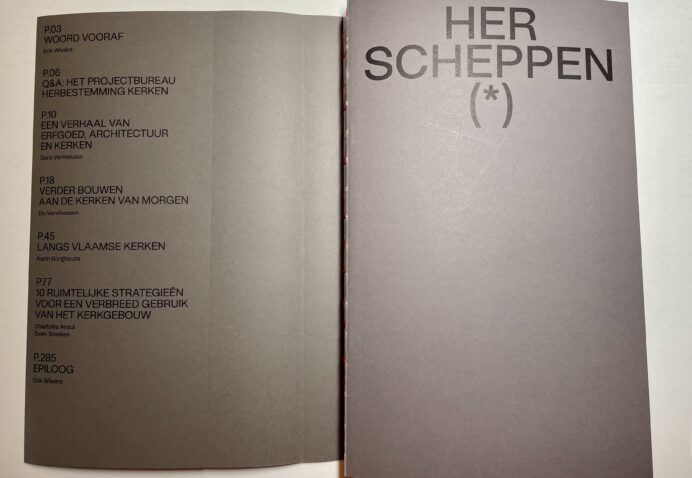 P.03
WOORD VOORAF
Erik Wieërs
P.06
Q&A: HET PROJECTBUREAU
HERBESTEMMING KERKEN
P.10
EEN VERHAAL VAN
ERFGOED, ARCHITECTUUR
EN KERKEN
Sara Vermeulen
P.18
VERDER BOUWEN
AAN DE KERKEN VAN MORGEN
Els Vervloesem
P.45
LANGS VLAAMSE KERKEN
Karin Borghouts
P.77
10 RUIMTELIJKE STRATEGIEËN
VOOR EEN VERBREED GEBRUIK
VAN HET KERKGEBOUW
Charlotte Ardui
Sven Sterken
P.285
EPILOOG
Erik Wieërs
HER
SCHEPPEN
(*)